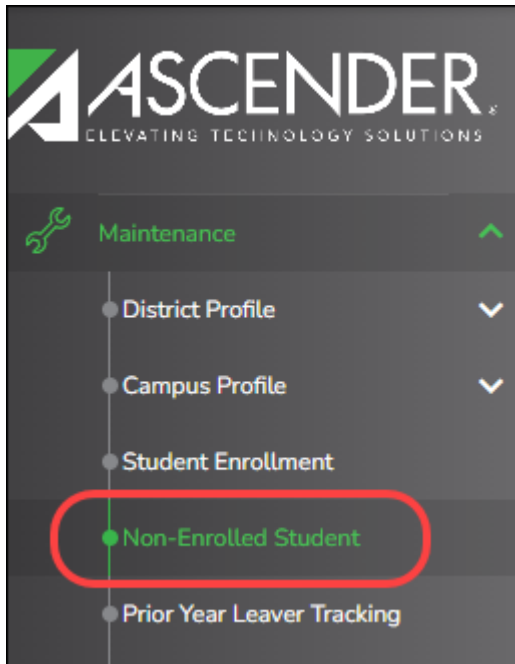 ASCENDER
ELEVATING TECHNOLOGY SOLUTIONS
Maintenance
District Profile
Campus Profile
Student Enrollment
Non-Enrolled Student
Prior Year Leaver Tracking